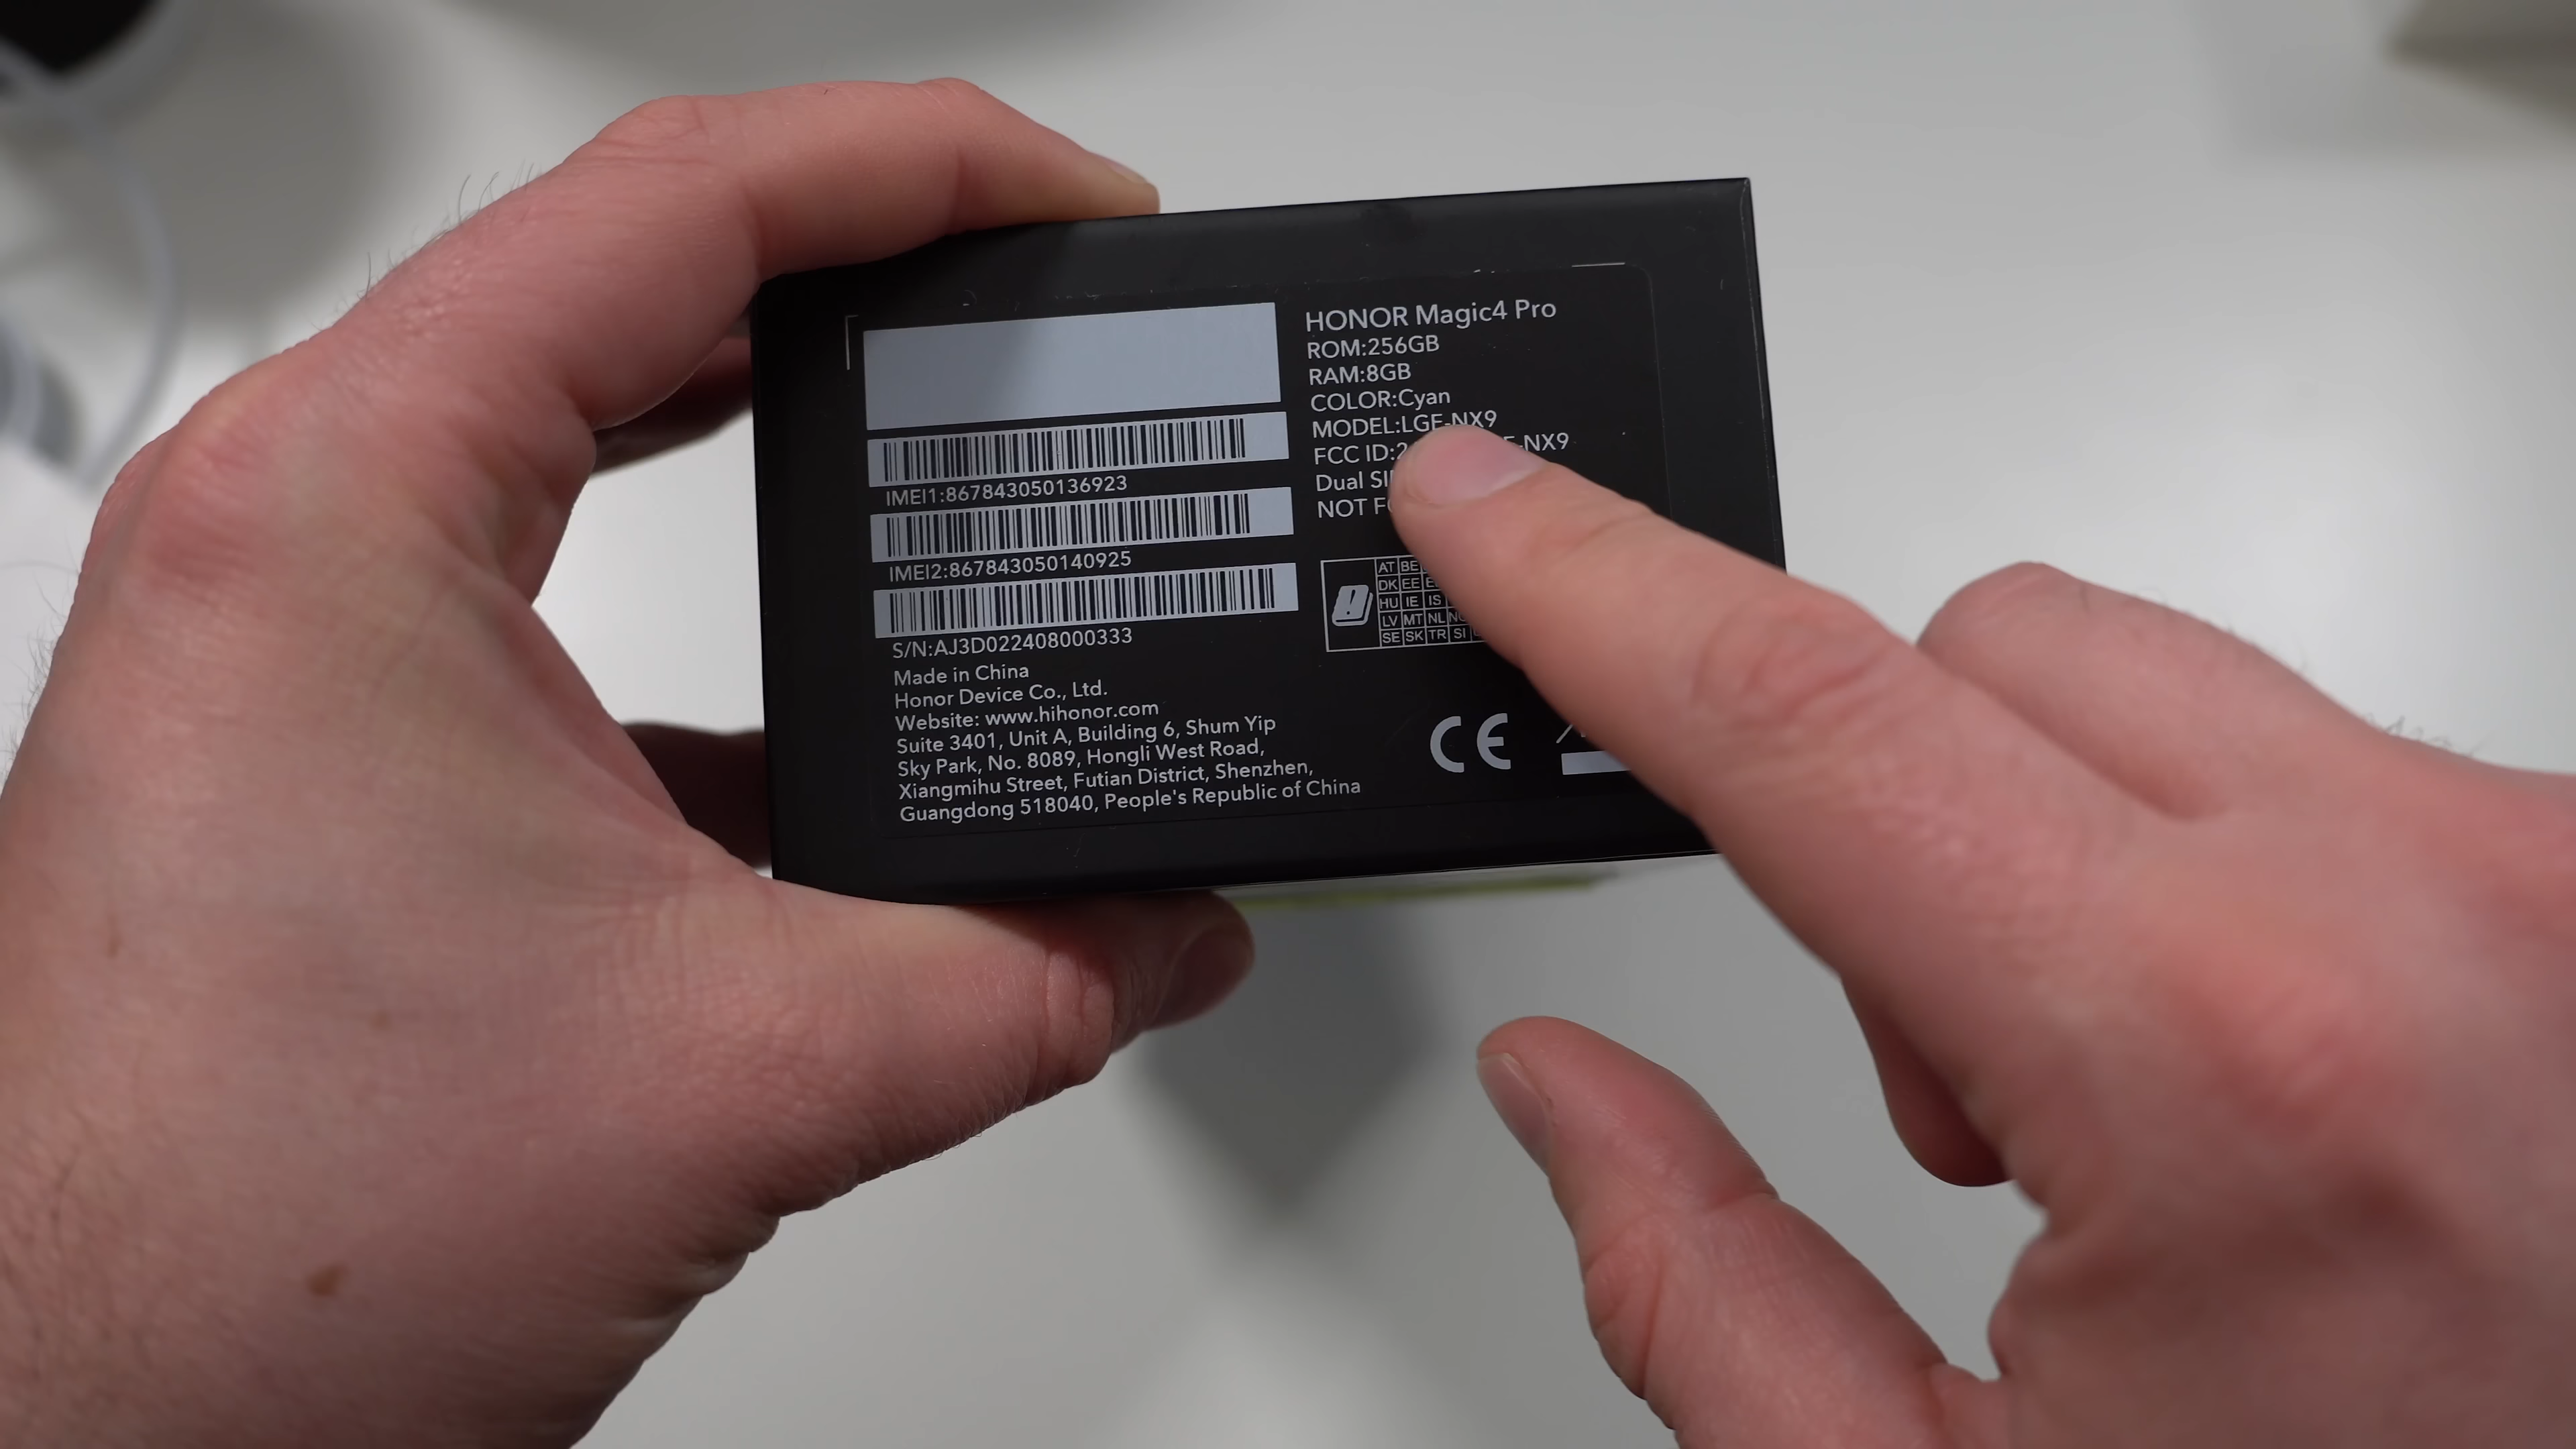 IMEI1:867843050136923
IMEI2:867843050140925
S/N:AJ3D022408000333
Made in China
Honor Device Co., Ltd.
Website: www.hihonor.com
Suite 3401, Unit A, Building 6, Shum Yip
Sky Park, No. 8089, Hongli West Road,
Xiangmihu Street, Futian District, Shenzhen,
Guangdong 518040, People's Republic of China
HONOR Magic4 Pro
ROM:256GB
RAM:8GB
COLOR:Cyan
MODEL:LGE-NX9
FCC ID:
Dual
NOT
AT BE
DK EE
HU IE IS
LV MT NL
SE SK TR SI
CE